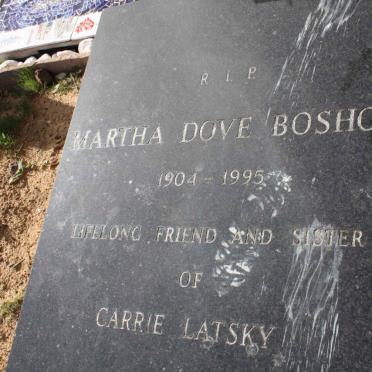 R.I.P.
MARTHA DOVE BOSHO
1904 - 1995
LIFELONG FRIEND AND SISTER
OF
CARRIE LATSKY